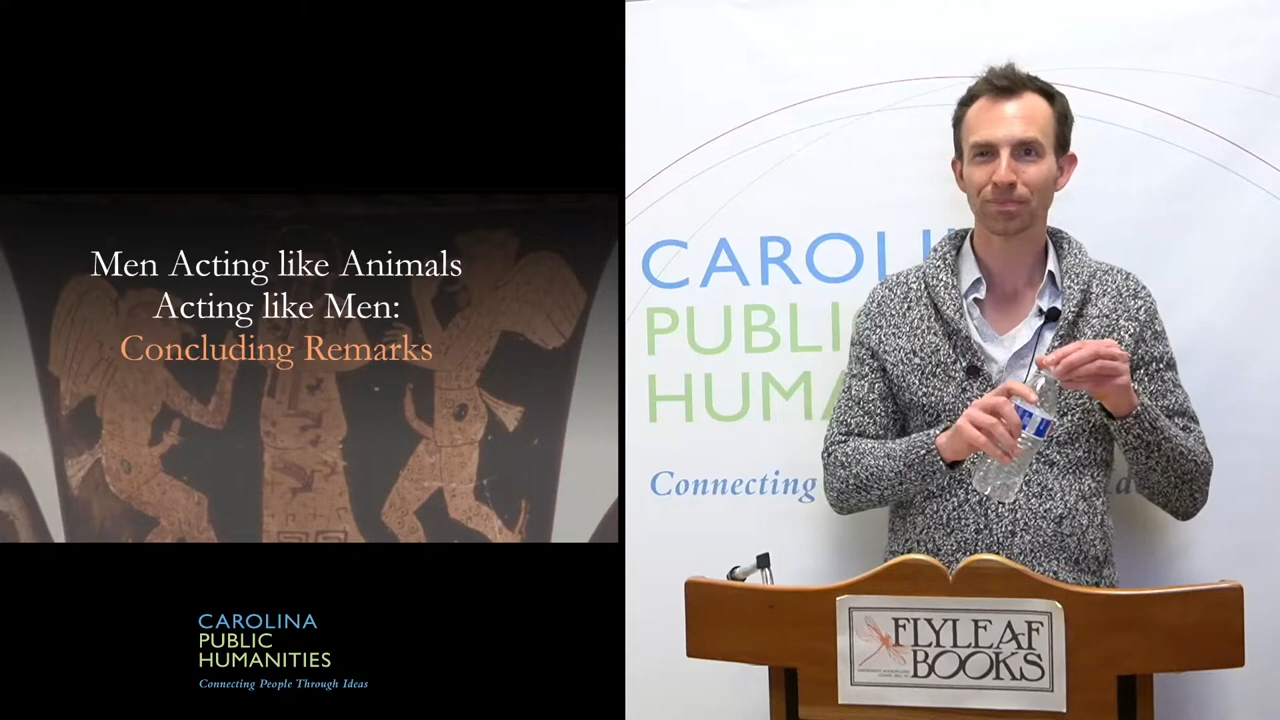 Men Acting like Animals
Acting like Men:
Concluding Remarks
CAROLINA
PUBLIC
HUMANITIES
Connecting People Through Ideas
CAROLI
PUBLI
HUMA
Connecting
FLYLEAF
BOOKS